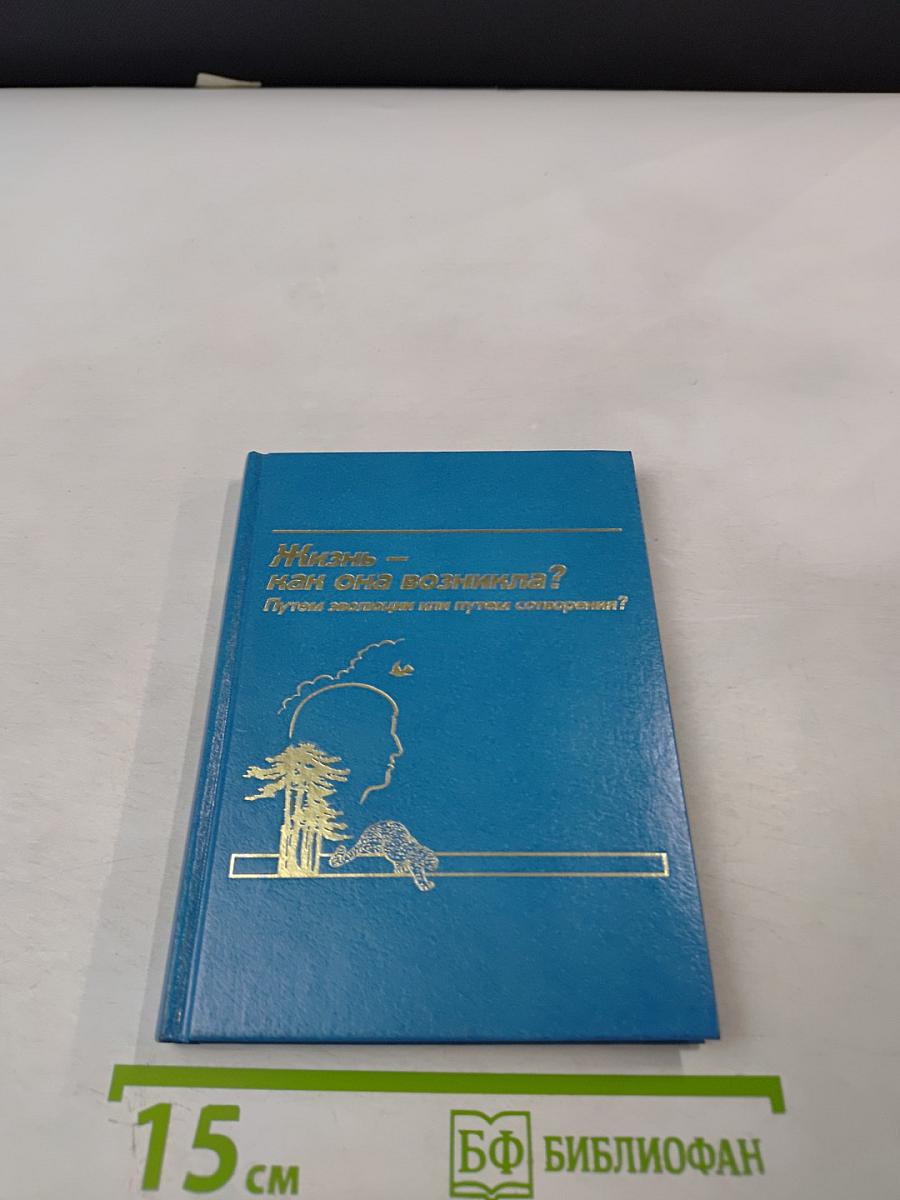 Жизнь –
как она возникла?
Путем эволюции или путем сотворения?
15 см
БФ БИБЛИОФАН